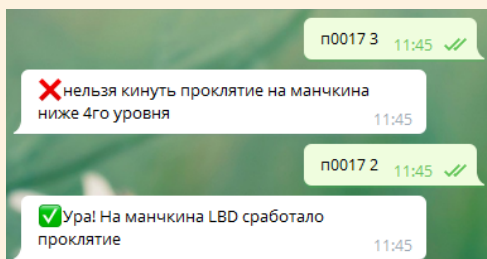 п0017 3
11:45
❌нельзя кинуть проклятие на манчкина
ниже 4го уровня
11:45
п0017 2
11:45
✅Ура! На манчкина LBD сработало
проклятие
11:45